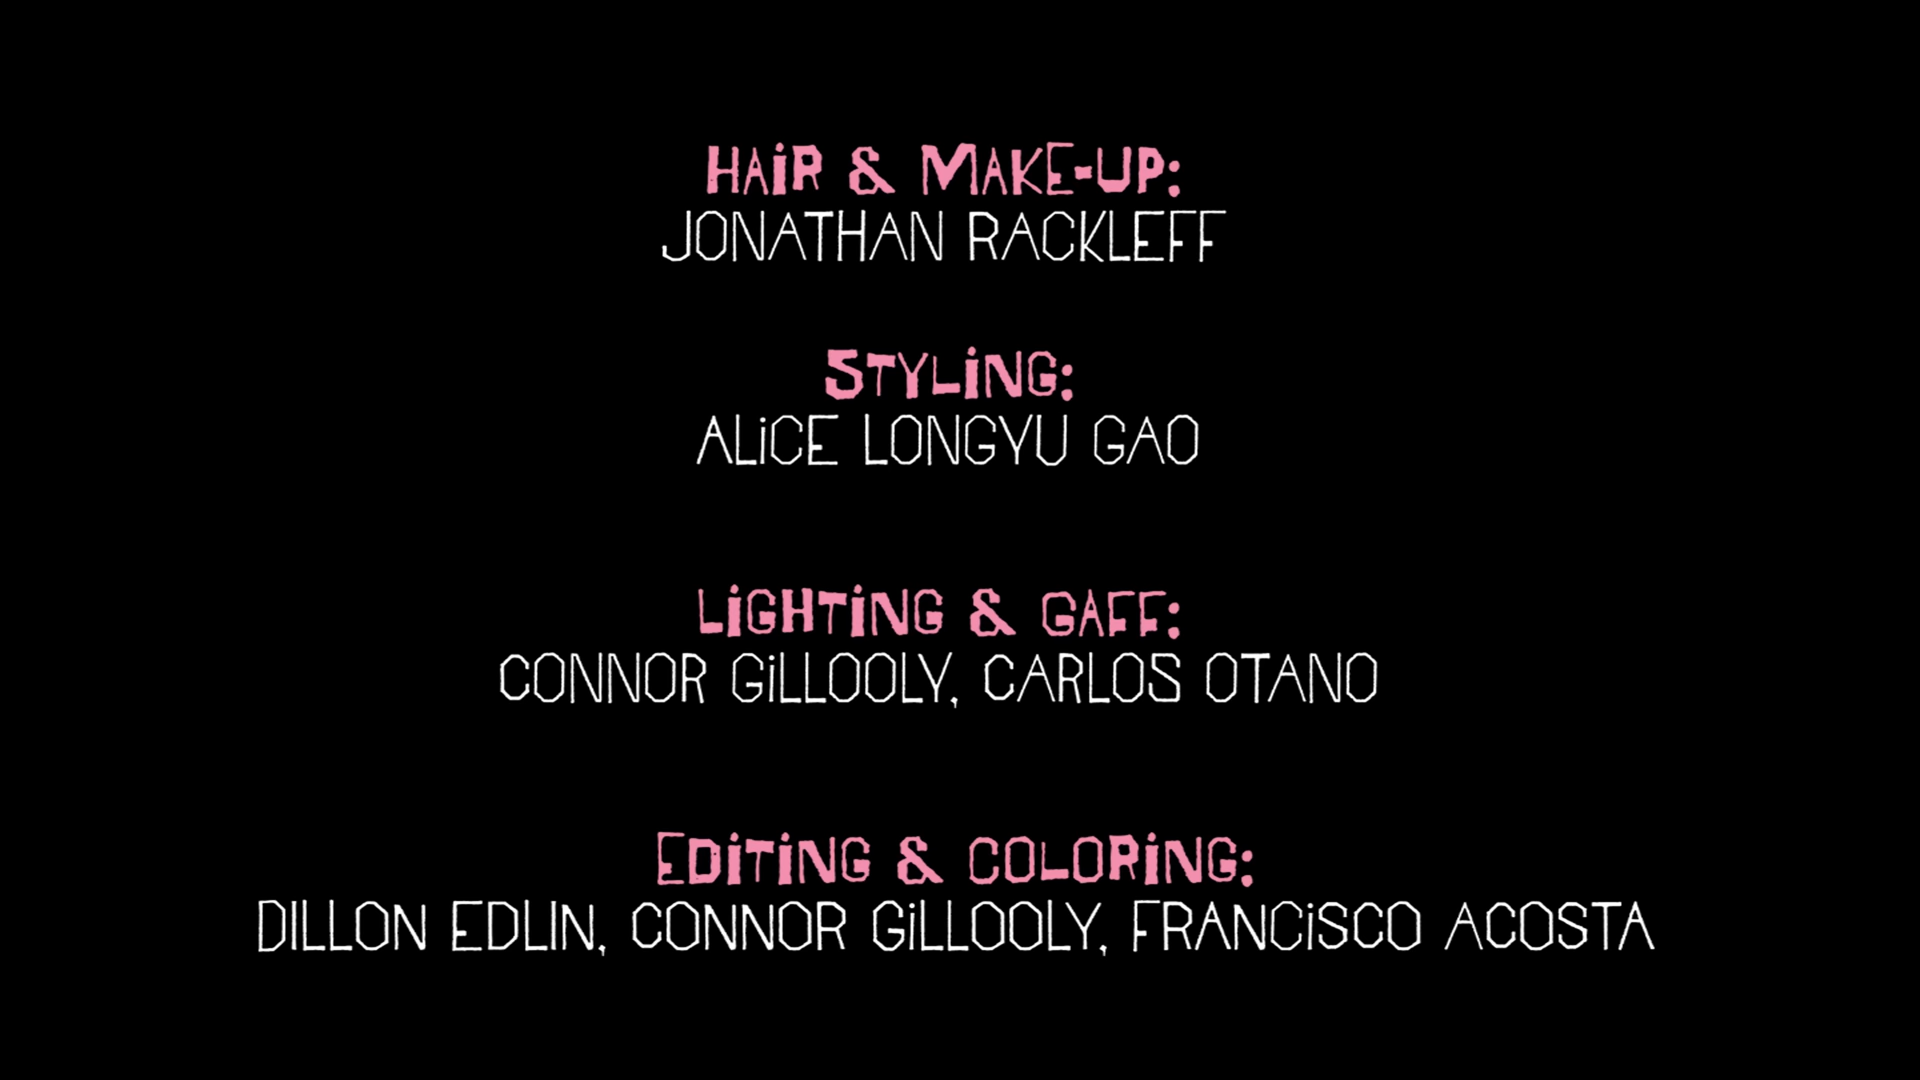 HAiR & MAKE-UP:
JONATHAN RACKLEFF
STYLiNG:
ALiCE LONGYU GAO
LiGHTiNG & GAFF:
CONNOR GiLLOOLY, CARLOS OTANO
EDiTiNG & COLORiNG:
DILLON EDLIN, CONNOR GiLLOOLY, FRANCiSCO ACOSTA